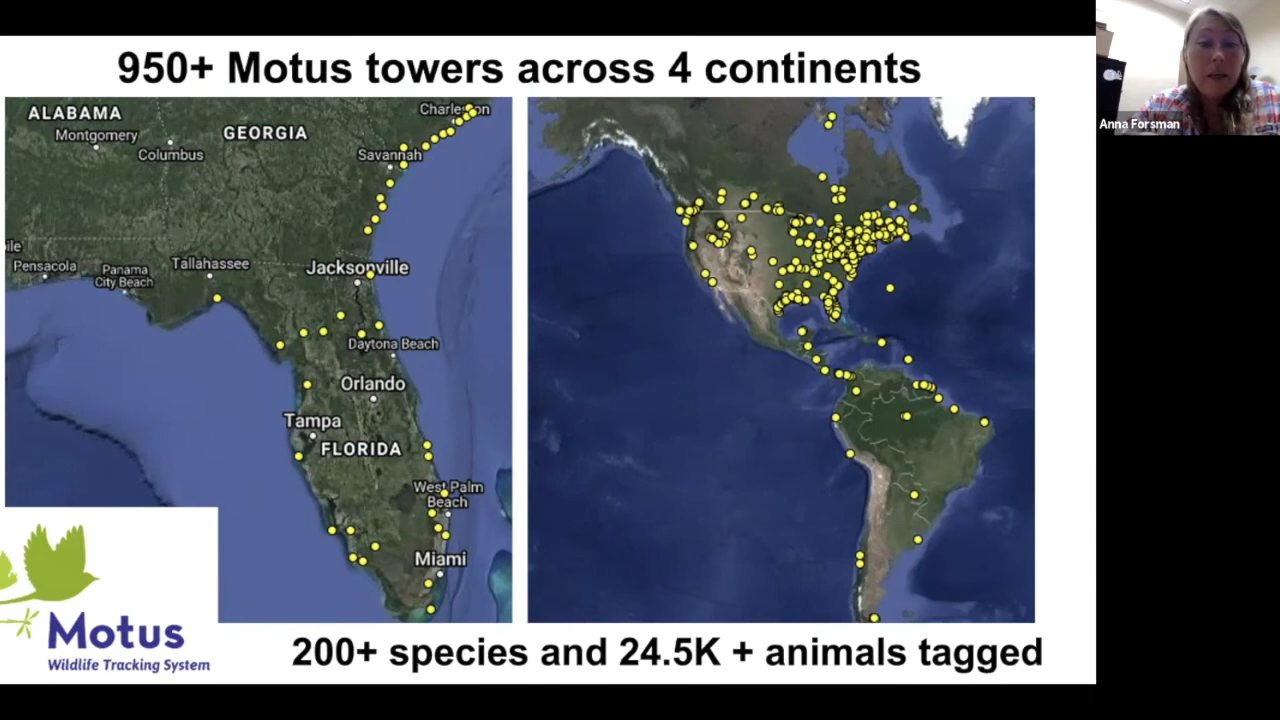 950+ Motus towers across 4 continents
ALABAMA
Montgomery
Columbus
GEORGIA
Charleston
Savannah
ile
Pensacola
Panama
City Beach
Tallahassee
Jacksonville
Daytona Beach
Orlando
Tampa
FLORIDA
West Palm
Beach
Miami
Motus
Wildlife Tracking System
200+ species and 24.5K + animals tagged
Anna Forsman